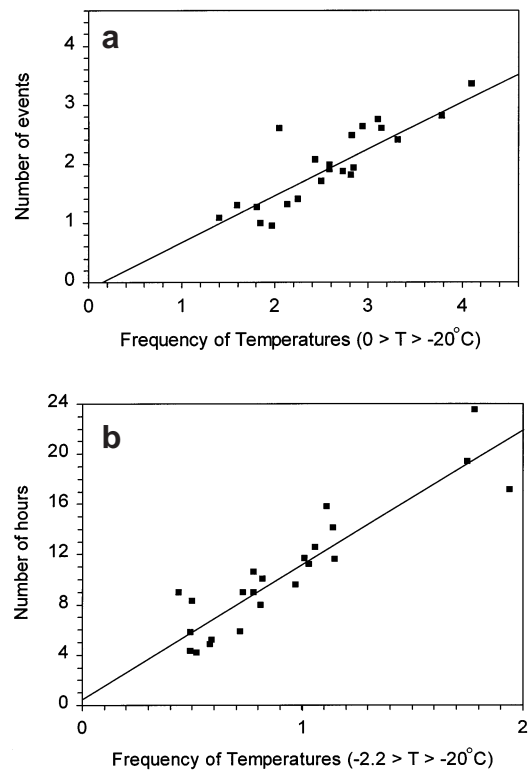 a
4
3
2
1
0
Number of events
0 1 2 3 4
Frequency of Temperatures (0 > T > -20°C)
b
24
20
16
12
8
4
0
Number of hours
0 1 2
Frequency of Temperatures (-2.2 > T > -20°C)